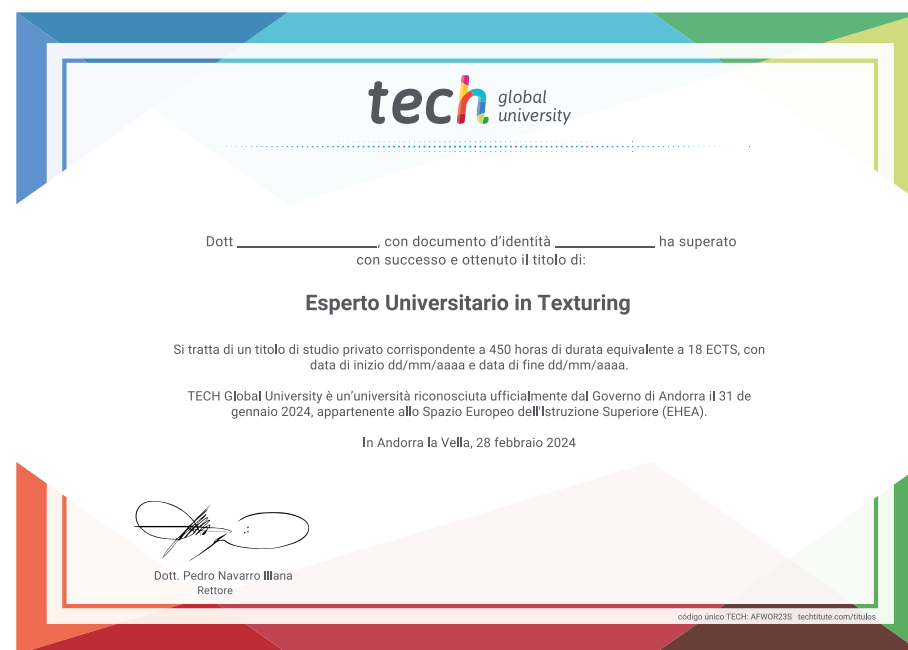 tech global university
Dott ________________, con documento d'identità ______________ ha superato
con successo e ottenuto il titolo di:
Esperto Universitario in Texturing
Si tratta di un titolo di studio privato corrispondente a 450 horas di durata equivalente a 18 ECTS, con
data di inizio dd/mm/aaaa e data di fine dd/mm/aaaa.
TECH Global University è un'università riconosciuta ufficialmente dal Governo di Andorra il 31 de
gennaio 2024, appartenente allo Spazio Europeo dell'Istruzione Superiore (EHEA).
In Andorra la Vella, 28 febbraio 2024
Dott. Pedro Navarro Illana
Rettore
código único TECH: AFWOR23S techtitute.com/titulos